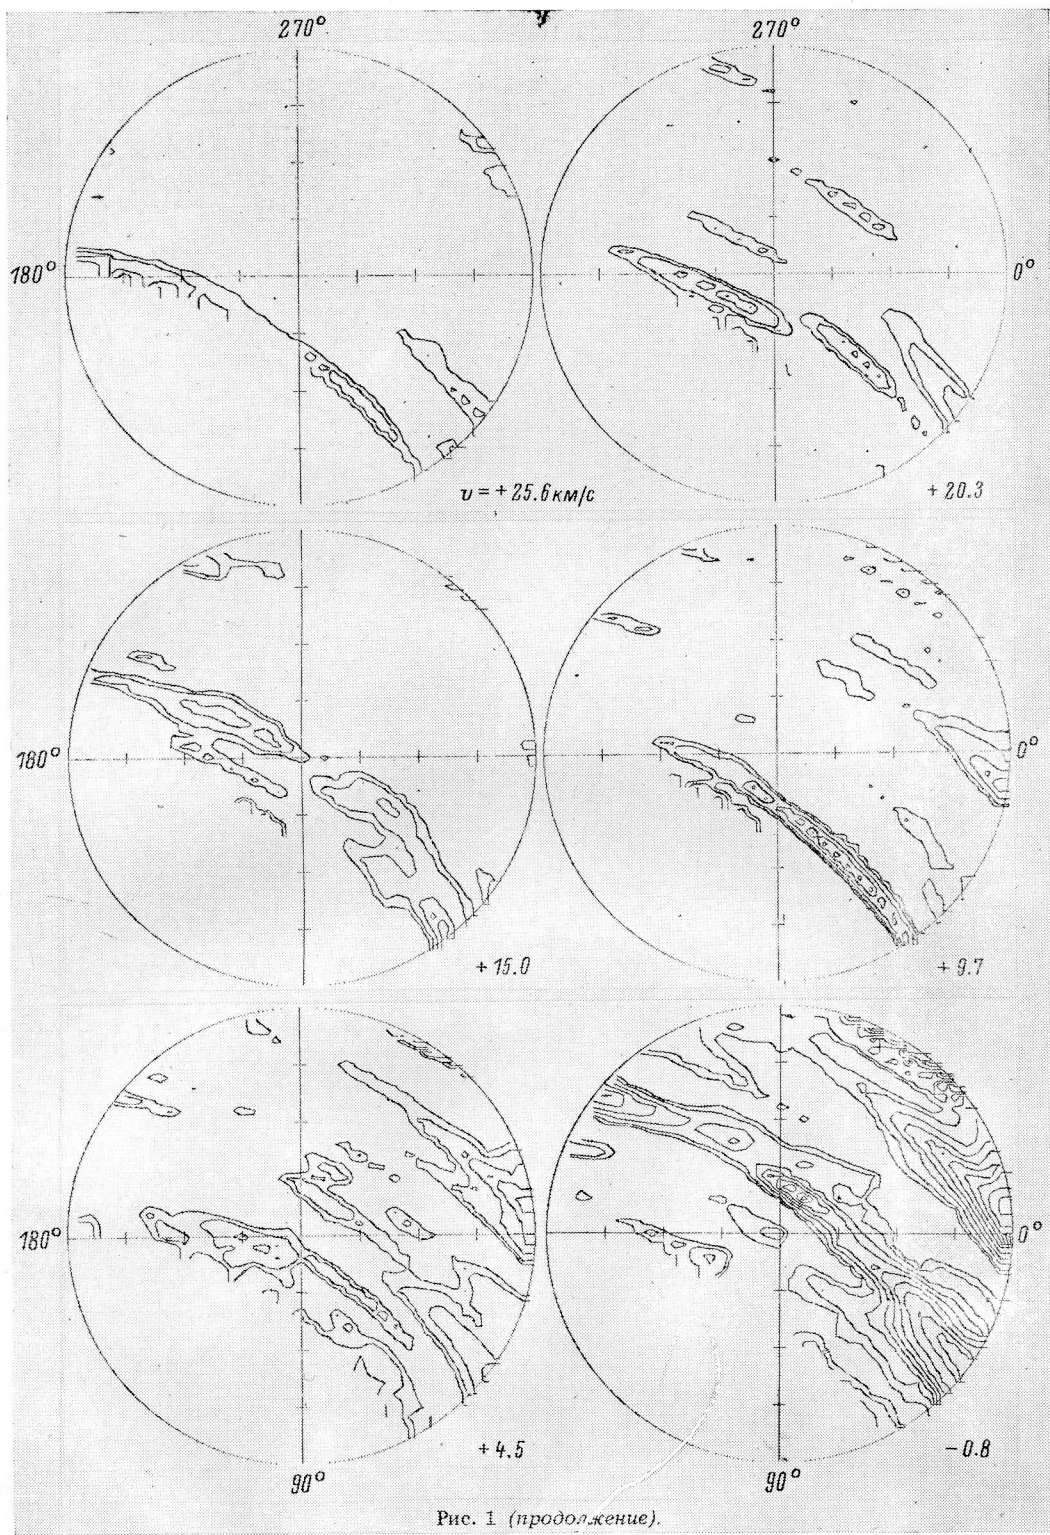 270° 270°
180° 0°
v = + 25.6 км/с + 20.3
180° 0°
+ 15.0 + 9.7
180° 0°
+ 4.5 − 0.8
90° 90°
Рис. 1 (продолжение).